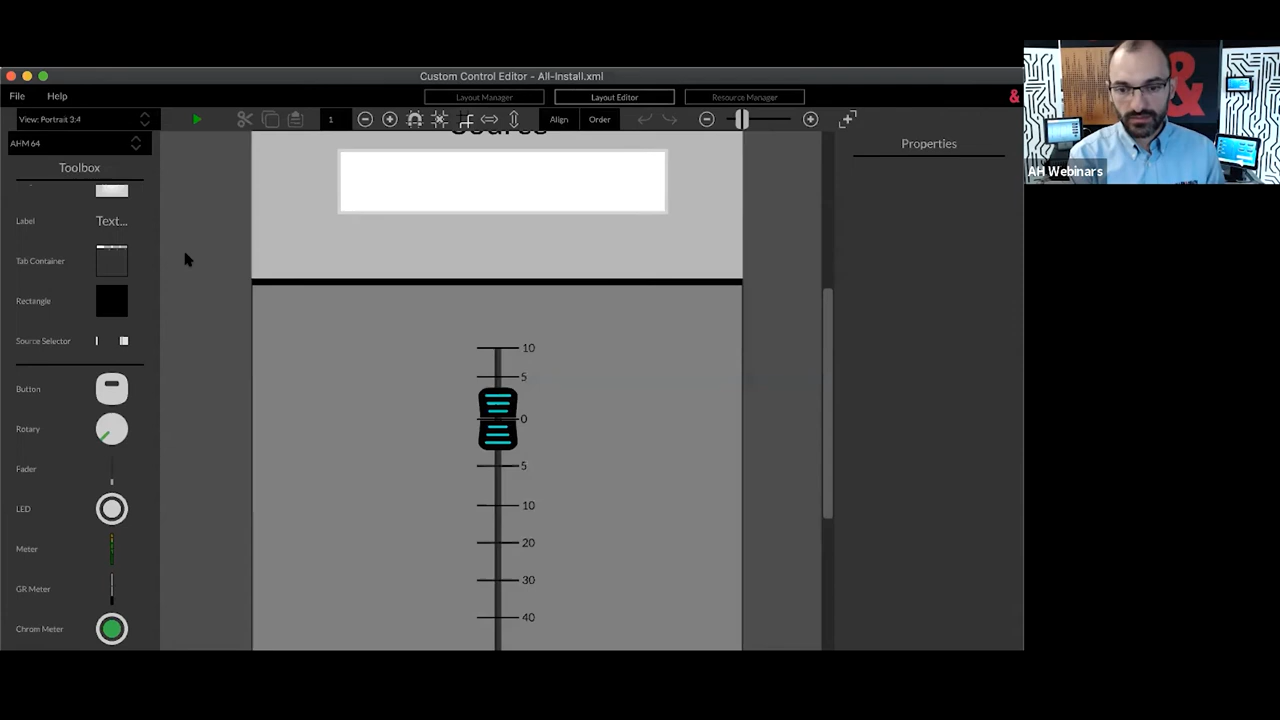 Custom Control Editor - All-Install.xml
File Help
Layout Manager Layout Editor Resource Manager
&
View: Portrait 3:4
1
Align Order
AHM 64
Toolbox
Label Text...
Tab Container
Rectangle
Source Selector
Button
Rotary
Fader
LED
Meter
GR Meter
Chrom Meter
10
5
0
5
10
20
30
40
Properties
&
AH Webinars